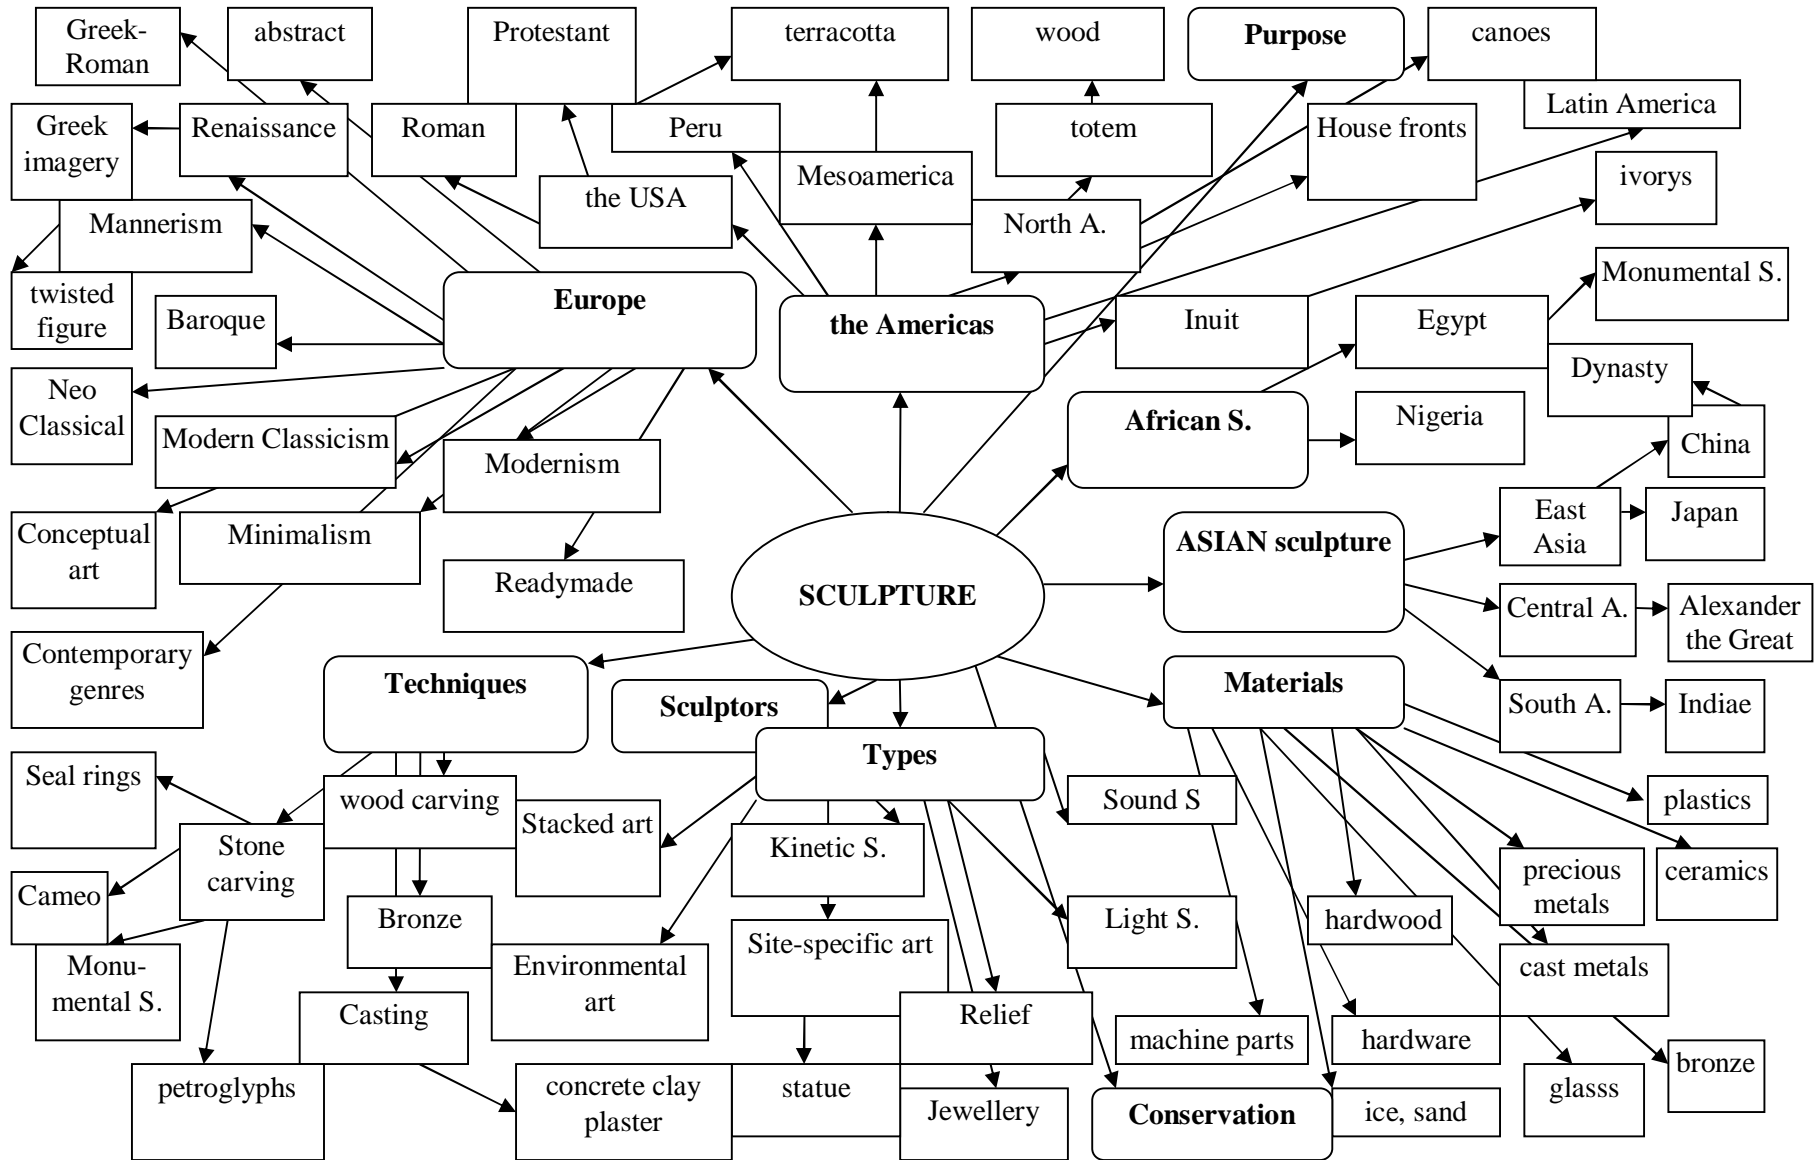 Greek-
Roman
abstract
Protestant
terracotta
wood
Purpose
canoes
Latin America
Greek
imagery
Renaissance
Roman
Peru
totem
House fronts
Mesoamerica
the USA
ivorys
Mannerism
North A.
twisted
figure
Baroque
Europe
the Americas
Inuit
Egypt
Monumental S.
Dynasty
Neo
Classical
Modern Classicism
Modernism
African S.
Nigeria
China
Conceptual
art
Minimalism
Readymade
SCULPTURE
ASIAN sculpture
East
Asia
Japan
Central A.
Alexander
the Great
Contemporary
genres
Techniques
Sculptors
Types
Materials
South A.
Indiae
Seal rings
wood carving
Stacked art
Kinetic S.
Sound S
plastics
Stone
carving
Cameo
Bronze
precious
metals
ceramics
hardwood
Light S.
Site-specific art
Environmental
art
Monu-
mental S.
cast metals
Casting
Relief
machine parts
hardware
bronze
petroglyphs
concrete clay
plaster
statue
Jewellery
Conservation
ice, sand
glasss